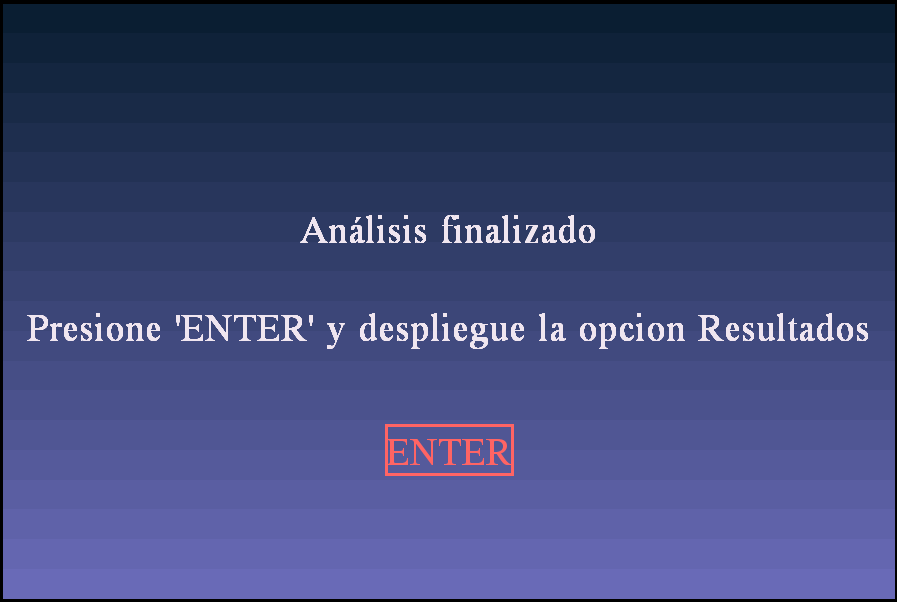 Análisis finalizado
Presione 'ENTER' y despliegue la opcion Resultados
ENTER